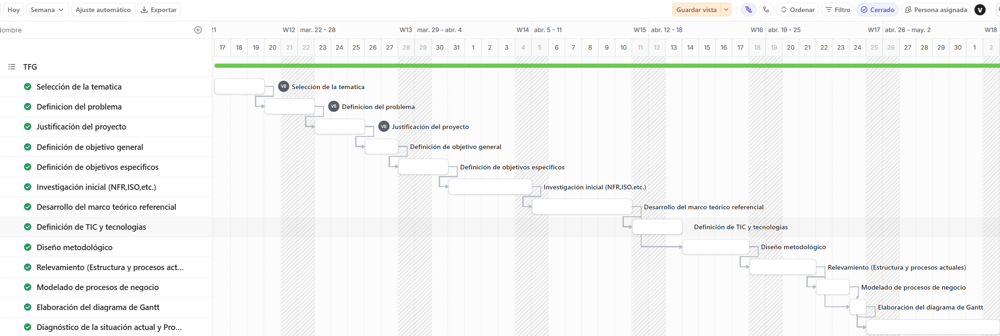 Hoy Semana Ajuste automático Exportar Guardar vista Ordenar Filtro Cerrado Persona asignada V
Nombre 21 W12 mar. 22 - 28 W13 mar. 29 - abr. 4 W14 abr. 5 - 11 W15 abr. 12 - 18 W16 abr. 19 - 25 W17 abr. 26 - may. 2 W18
17 18 19 20 21 22 23 24 25 26 27 28 29 30 31 1 2 3 4 5 6 7 8 9 10 11 12 13 14 15 16 17 18 19 20 21 22 23 24 25 26 27 28 29 30 1 2
TFG
Selección de la tematica VB Selección de la tematica
Definicion del problema VB Definicion del problema
Justificación del proyecto VB Justificación del proyecto
Definición de objetivo general Definición de objetivo general
Definición de objetivos especificos Definición de objetivos especificos
Investigación inicial (NFR,ISO,etc.) Investigación inicial (NFR,ISO,etc.)
Desarrollo del marco teórico referencial Desarrollo del marco teórico referencial
Definición de TIC y tecnologias Definición de TIC y tecnologias
Diseño metodológico Diseño metodológico
Relevamiento (Estructura y procesos act... Relevamiento (Estructura y procesos actuales)
Modelado de procesos de negocio Modelado de procesos de negocio
Elaboración del diagrama de Gantt Elaboración del diagrama de Gantt
Diagnóstico de la situación actual y Pro...